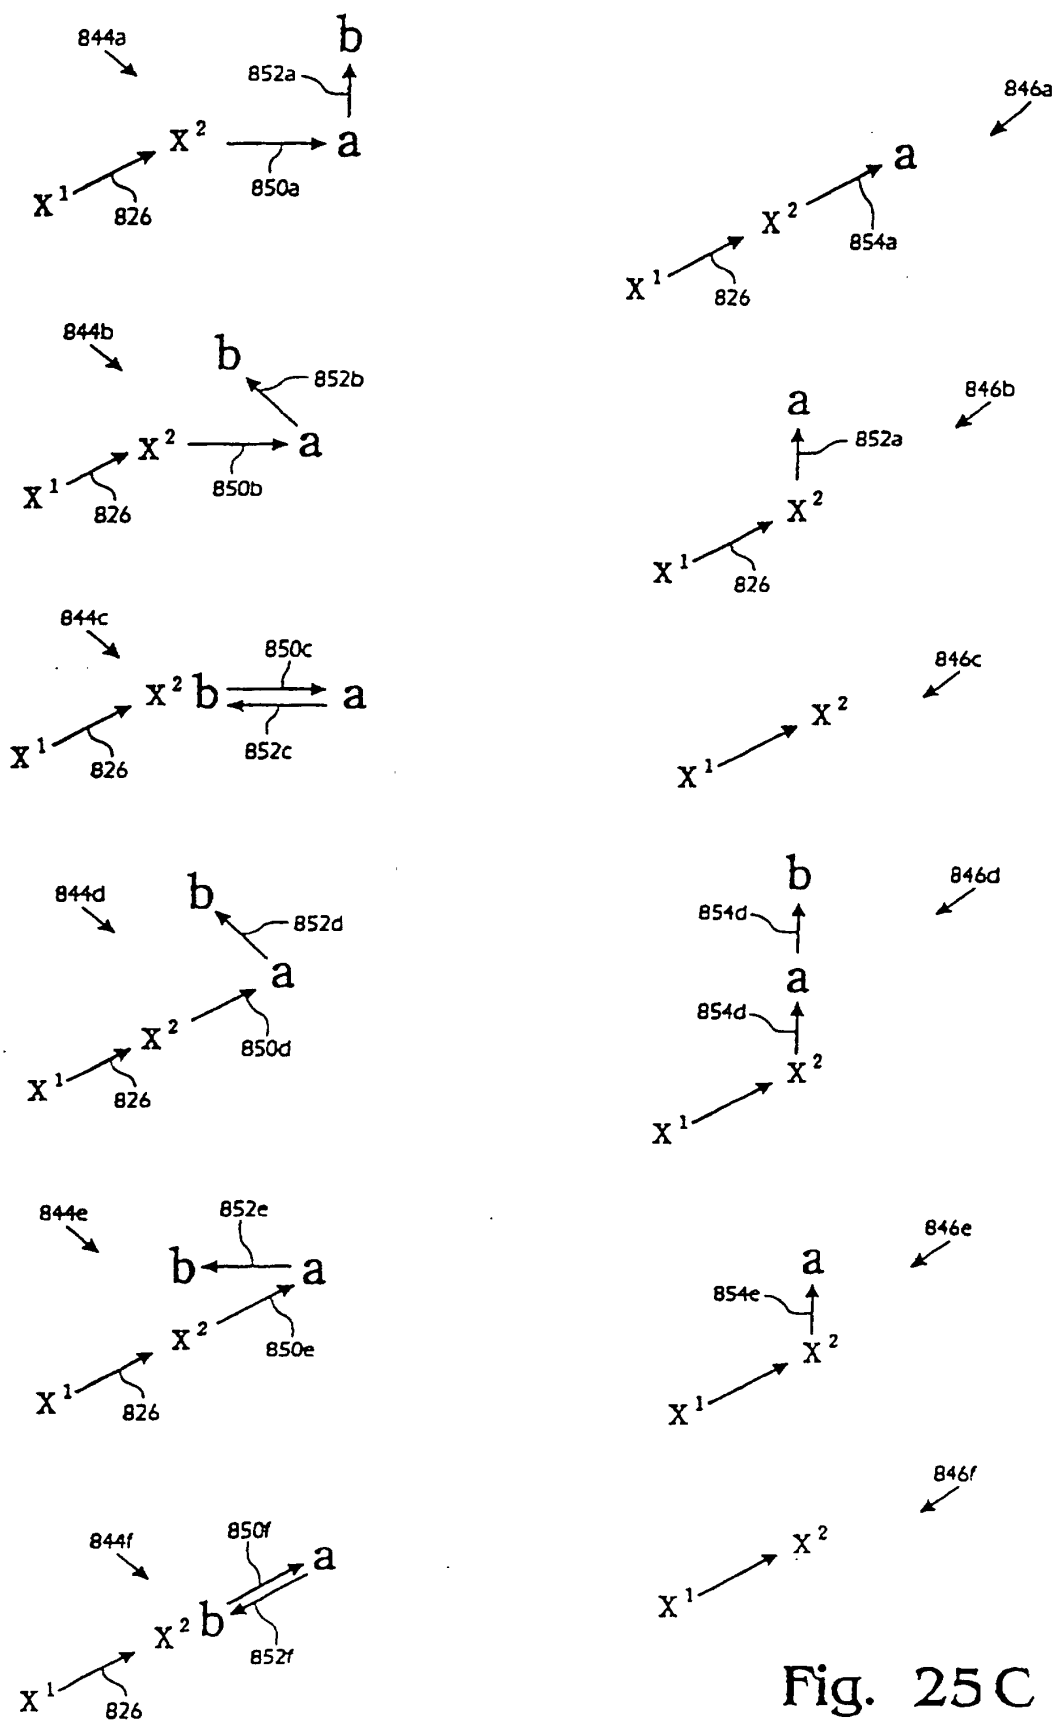 844a
b
852a
X² a
850a
X¹
826
846a
a
X²
854a
X¹
826
844b
b
852b
X² a
850b
X¹
826
846b
a
852a
X²
X¹
826
844c
850c
X² b a
852c
X¹
826
846c
X²
X¹
844d
b
852d
a
X²
850d
X¹
826
846d
b
854d
a
854d
X²
X¹
844e
852e
b a
X²
850e
X¹
826
846e
a
854e
X²
X¹
844f
850f
a
X² b
852f
X¹
826
846f
X²
X¹
Fig. 25C